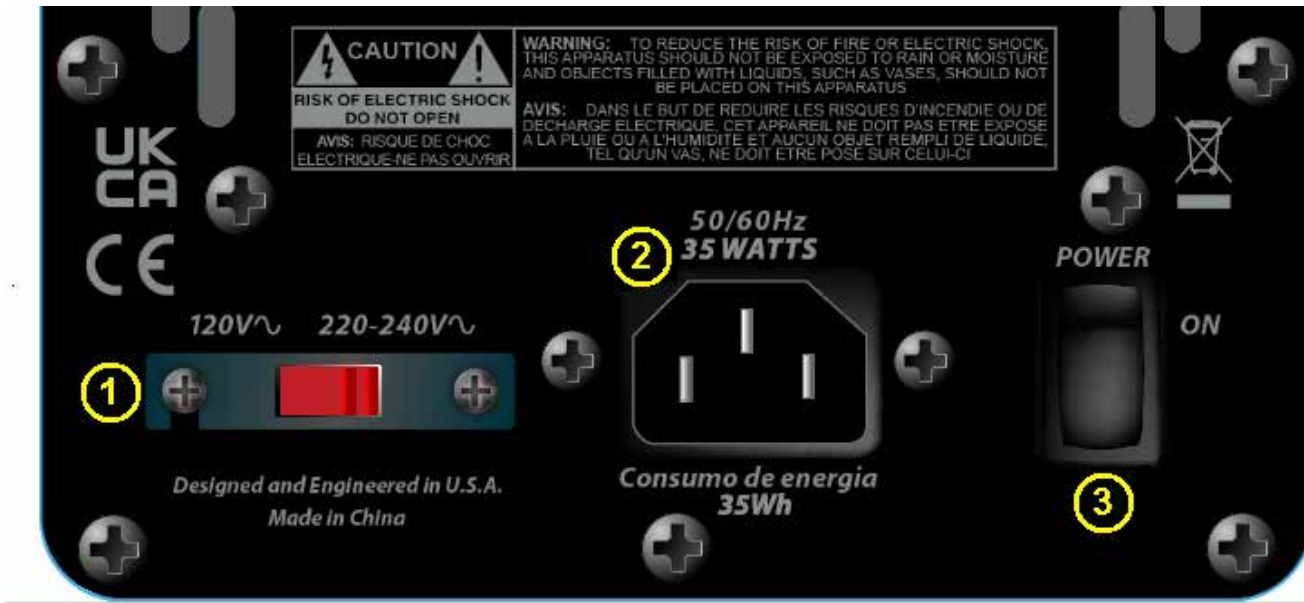 CAUTION
RISK OF ELECTRIC SHOCK
DO NOT OPEN
AVIS: RISQUE DE CHOC
ELECTRIQUE-NE PAS OUVRIR
WARNING: TO REDUCE THE RISK OF FIRE OR ELECTRIC SHOCK,
THIS APPARATUS SHOULD NOT BE EXPOSED TO RAIN OR MOISTURE
AND OBJECTS FILLED WITH LIQUIDS, SUCH AS VASES, SHOULD NOT
BE PLACED ON THIS APPARATUS
AVIS: DANS LE BUT DE REDUIRE LES RISQUES D'INCENDIE OU DE
DECHARGE ELECTRIQUE, CET APPAREIL NE DOIT PAS ETRE EXPOSE
A LA PLUIE OU A L'HUMIDITE ET AUCUN OBJET REMPLI DE LIQUIDE,
TEL QU'UN VAS, NE DOIT ETRE POSE SUR CELUI-CI
UK
CA
CE
50/60Hz
35 WATTS
2
POWER
ON
120V∿ 220-240V∿
1
Designed and Engineered in U.S.A.
Made in China
Consumo de energia
35Wh
3